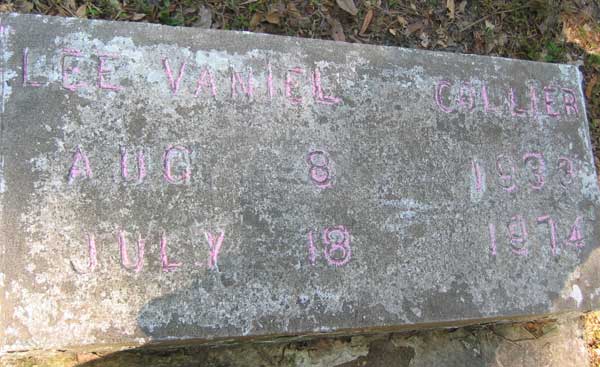 LEE VANIEL COLLIER
AUG 8 1933
JULY 18 1974